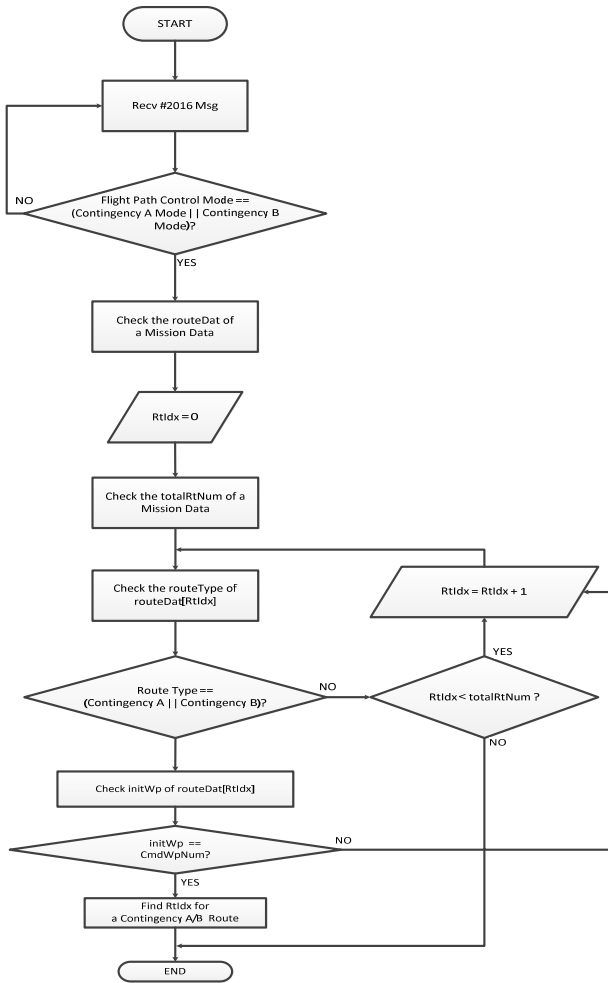 START
Recv #2016 Msg
Flight Path Control Mode ==
(Contingency A Mode || Contingency B
Mode)?
NO
YES
Check the routeDat of
a Mission Data
RtIdx = 0
Check the totalRtNum of a
Mission Data
Check the routeType of
routeDat[RtIdx]
RtIdx = RtIdx + 1
YES
Route Type ==
(Contingency A || Contingency B)?
NO
RtIdx < totalRtNum ?
NO
Check initWp of routeDat[RtIdx]
initWp ==
CmdWpNum?
NO
YES
Find RtIdx for
a Contingency A/B Route
END